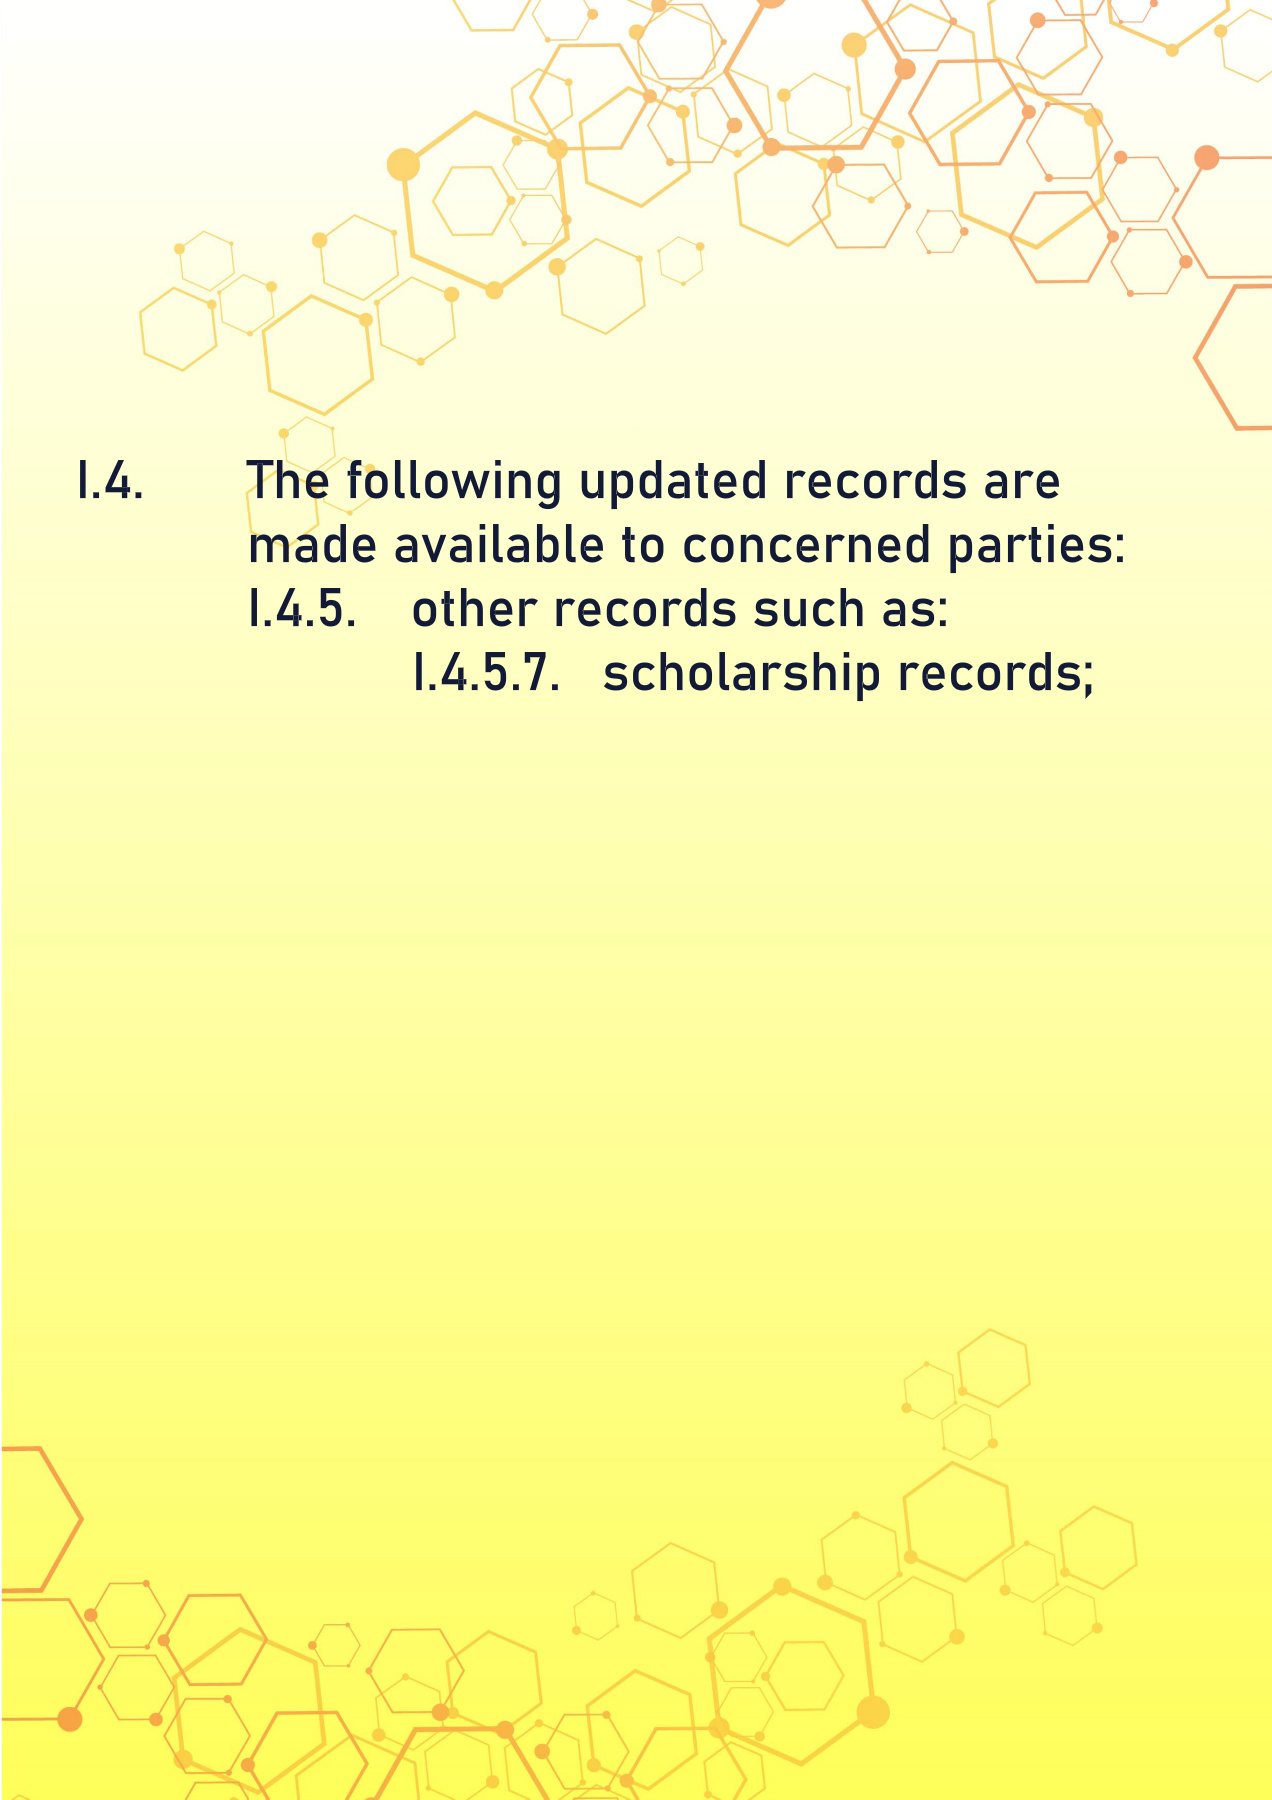 I.4. The following updated records are
made available to concerned parties:
I.4.5. other records such as:
I.4.5.7. scholarship records;